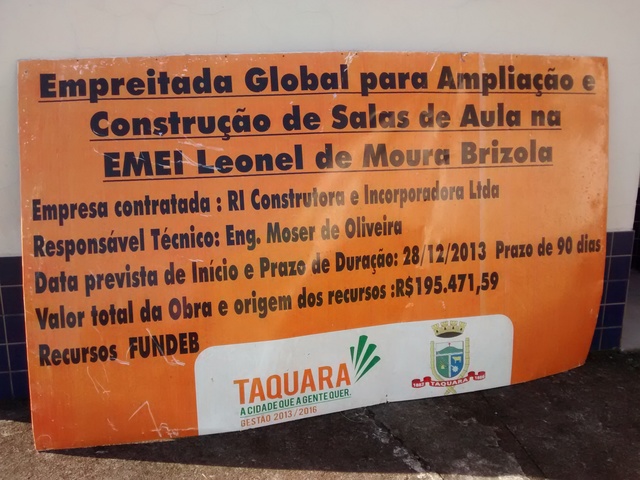 Empreitada Global para Ampliação e
Construção de Salas de Aula na
EMEI Leonel de Moura Brizola
Empresa contratada : RI Construtora e Incorporadora Ltda
Responsável Técnico: Eng. Moser de Oliveira
Data prevista de Início e Prazo de Duração: 28/12/2013 Prazo de 90 dias
Valor total da Obra e origem dos recursos :R$195.471,59
Recursos FUNDEB
TAQUARA
A CIDADE QUE A GENTE QUER.
GESTÃO 2013 / 2016
TAQUARA